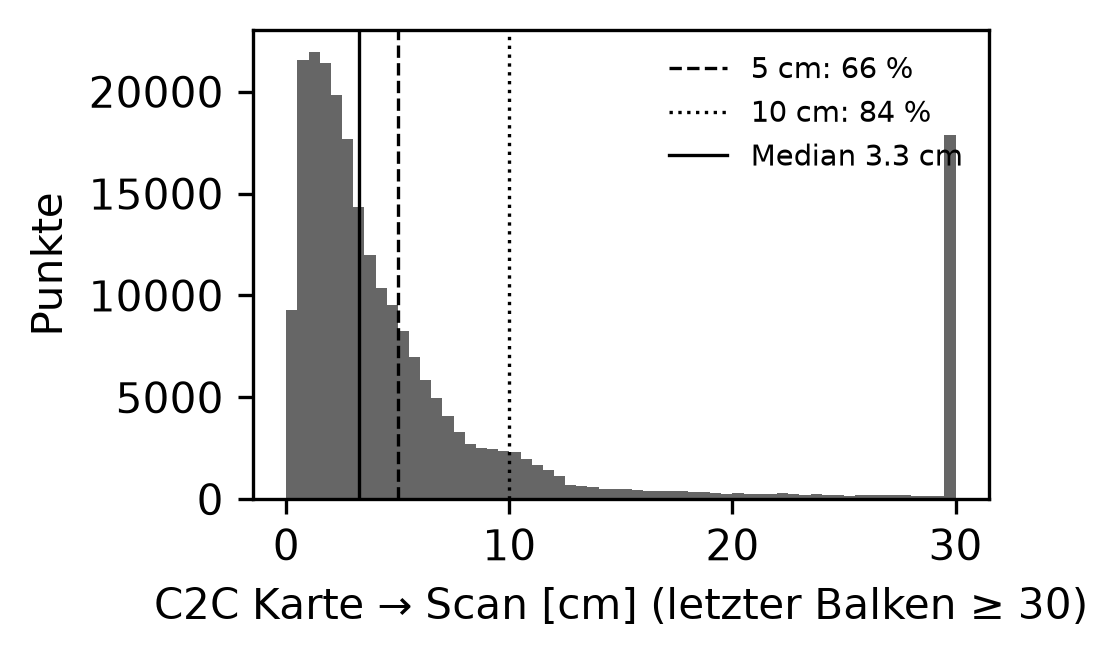 20000
15000
10000
5000
0
Punkte
5 cm: 66 %
10 cm: 84 %
Median 3.3 cm
0 10 20 30
C2C Karte → Scan [cm] (letzter Balken ≥ 30)